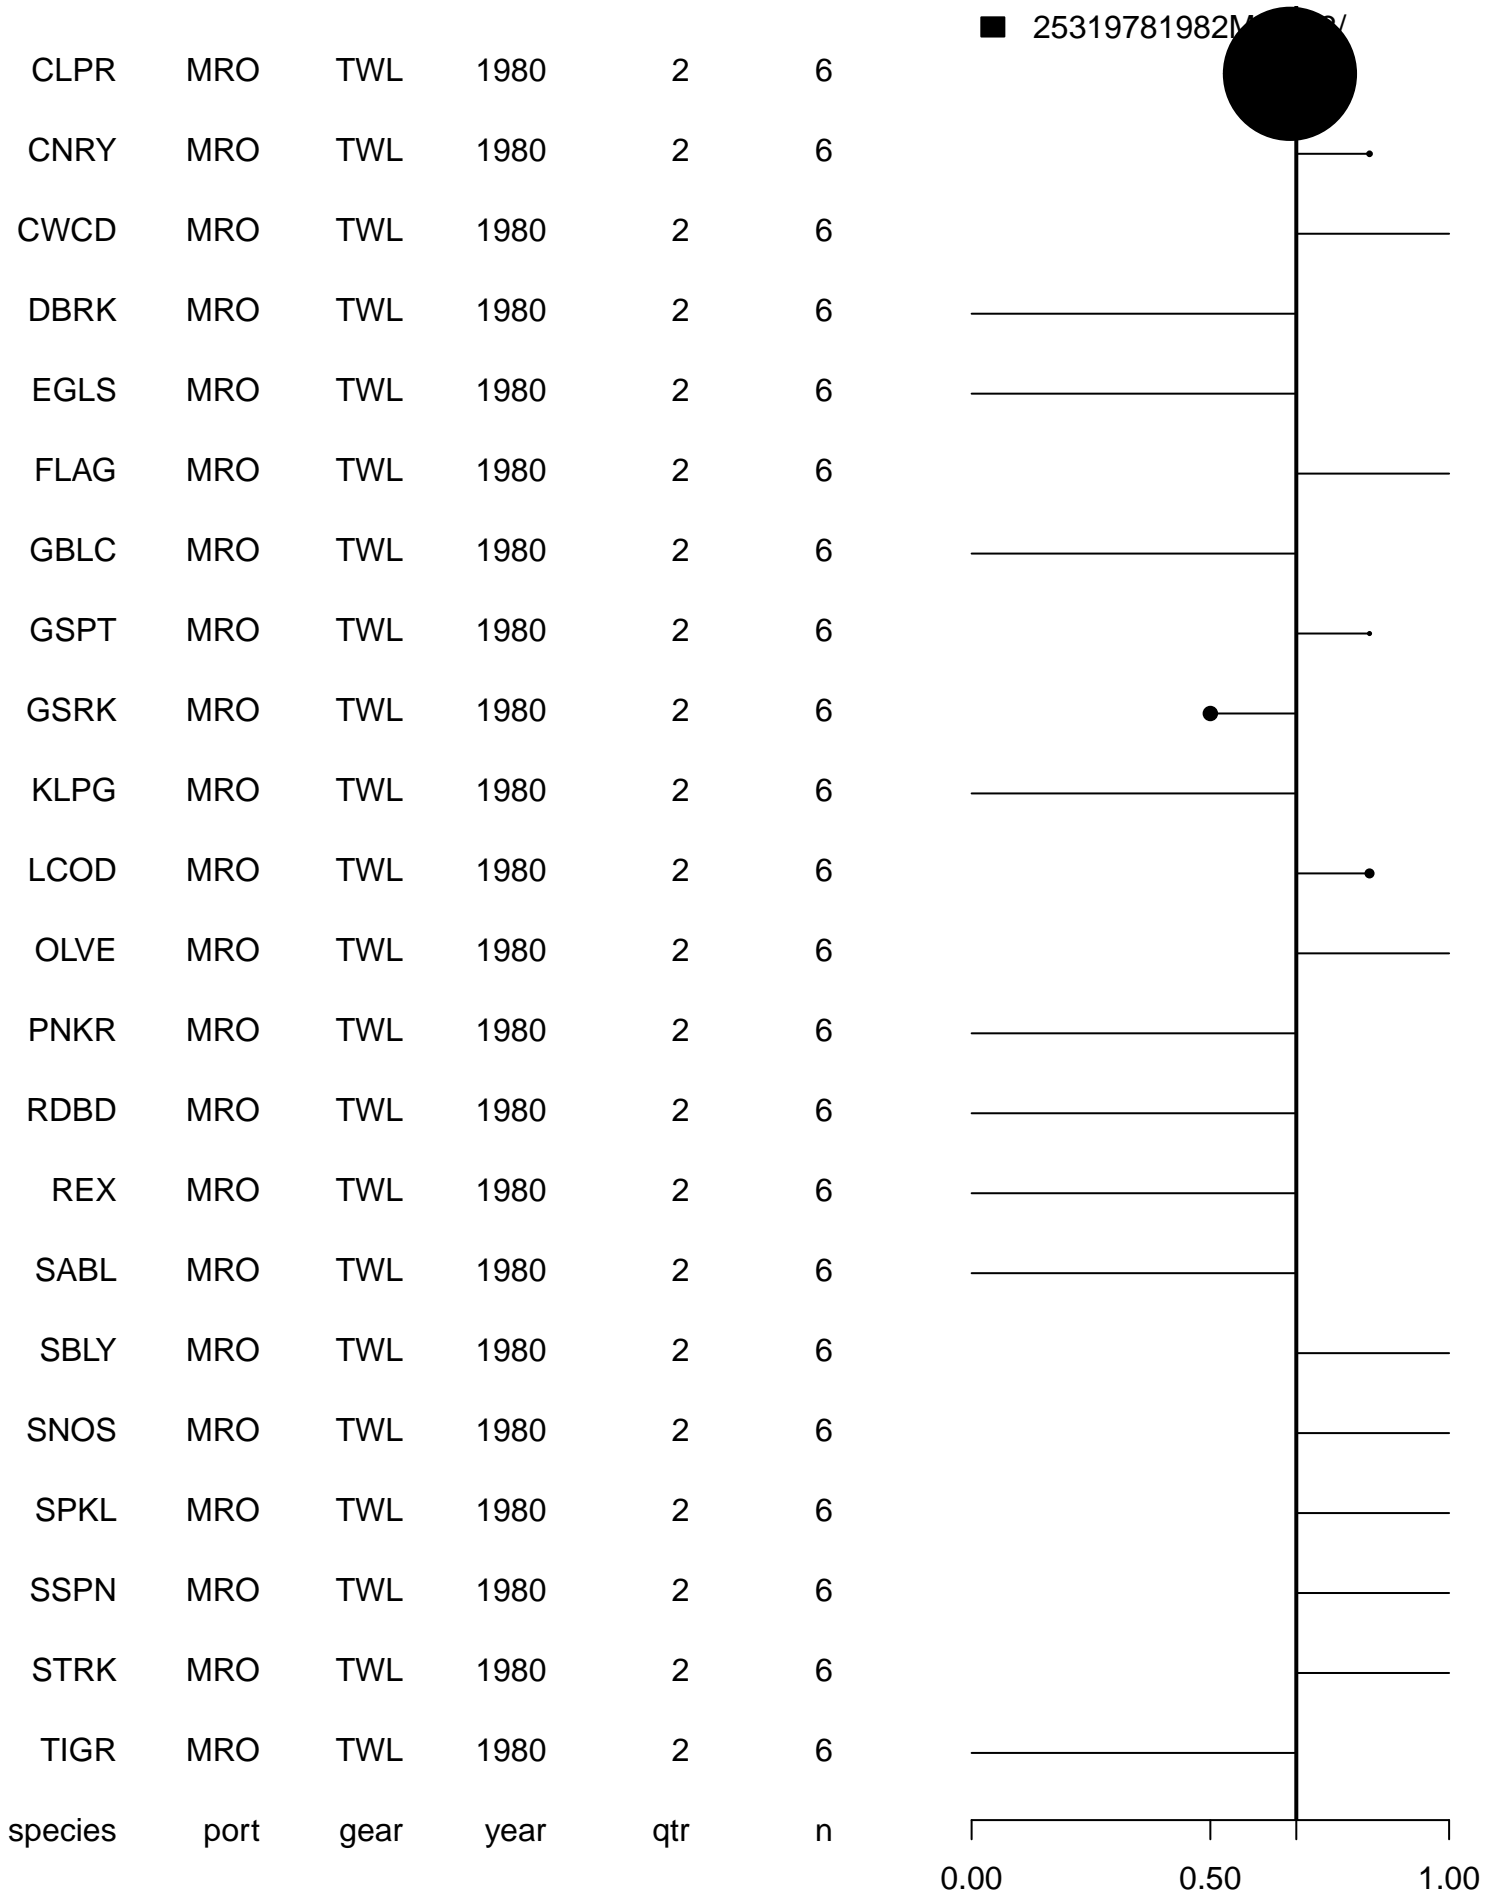 25319781982
CLPR MRO TWL 1980 2 6
CNRY MRO TWL 1980 2 6
CWCD MRO TWL 1980 2 6
DBRK MRO TWL 1980 2 6
EGLS MRO TWL 1980 2 6
FLAG MRO TWL 1980 2 6
GBLC MRO TWL 1980 2 6
GSPT MRO TWL 1980 2 6
GSRK MRO TWL 1980 2 6
KLPG MRO TWL 1980 2 6
LCOD MRO TWL 1980 2 6
OLVE MRO TWL 1980 2 6
PNKR MRO TWL 1980 2 6
RDBD MRO TWL 1980 2 6
REX MRO TWL 1980 2 6
SABL MRO TWL 1980 2 6
SBLY MRO TWL 1980 2 6
SNOS MRO TWL 1980 2 6
SPKL MRO TWL 1980 2 6
SSPN MRO TWL 1980 2 6
STRK MRO TWL 1980 2 6
TIGR MRO TWL 1980 2 6
species port gear year qtr n
0.00 0.50 1.00